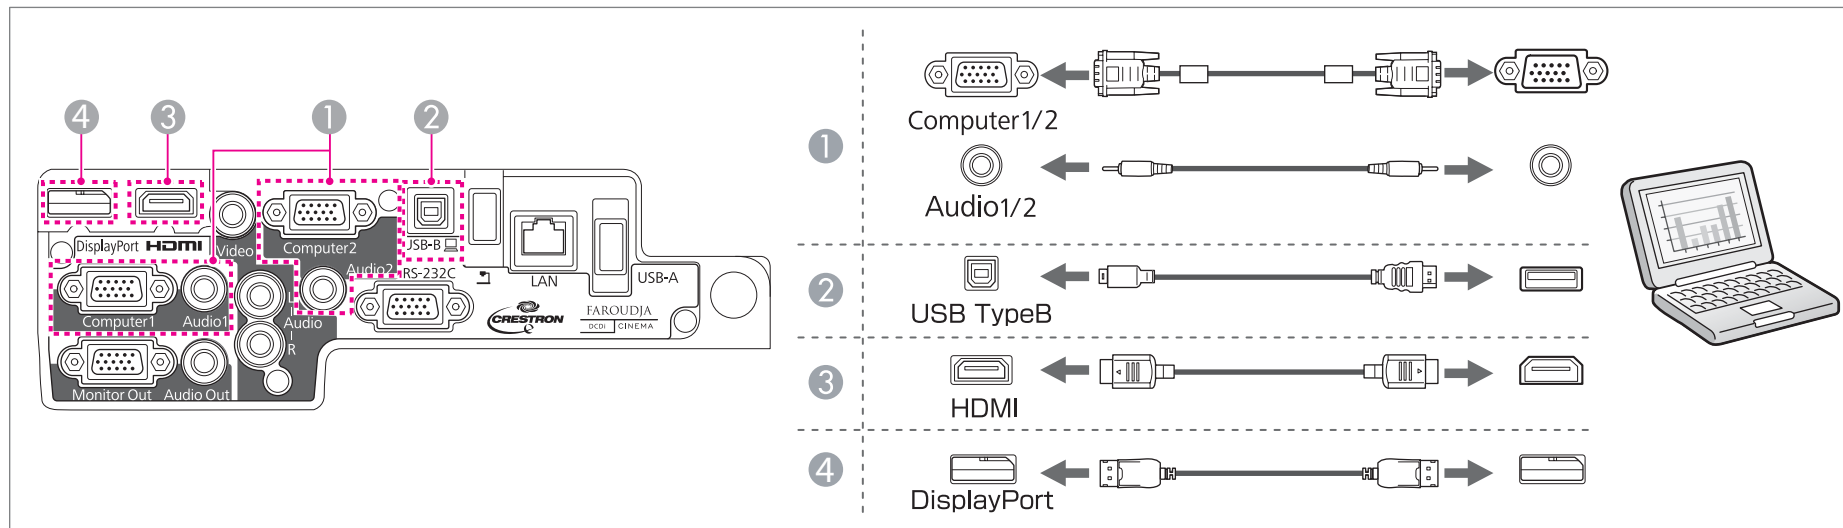 4
3
1
2
DisplayPort
HDMI
Video
Computer2
USB-B
Audio2
RS-232C
LAN
USB-A
Computer1
Audio1
L
Audio
R
CRESTRON
e
FAROUDJA
DCDi CINEMA
Monitor Out
Audio Out
1
Computer1/2
Audio1/2
2
USB TypeB
3
HDMI
4
DisplayPort